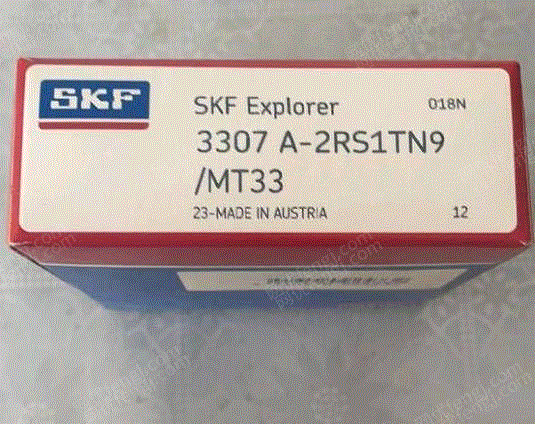 SKF
SKF Explorer
018N
3307 A-2RS1TN9
/MT33
23-MADE IN AUSTRIA
12